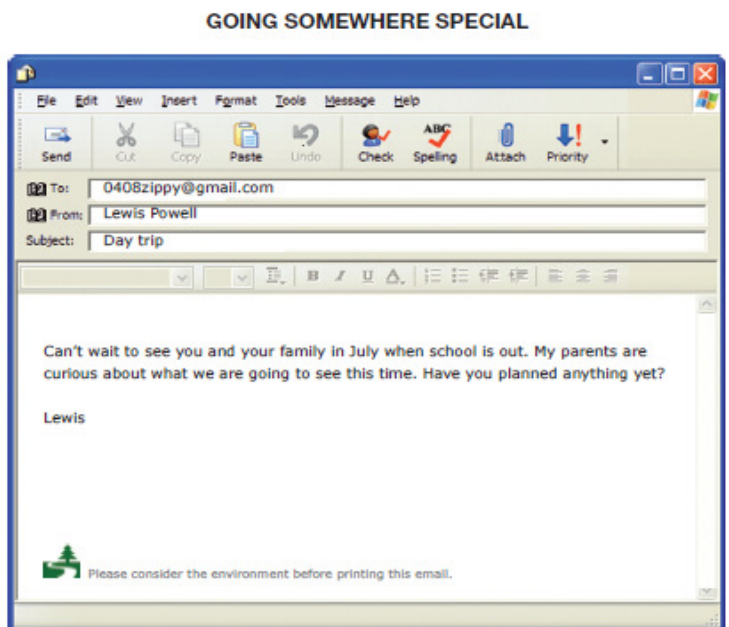 GOING SOMEWHERE SPECIAL
File Edit View Insert Format Tools Message Help
Send Cut Copy Paste Undo Check Spelling Attach Priority
ABC
To: 0408zippy@gmail.com
From: Lewis Powell
Subject: Day trip
B I U A
Can't wait to see you and your family in July when school is out. My parents are
curious about what we are going to see this time. Have you planned anything yet?
Lewis
Please consider the environment before printing this email.